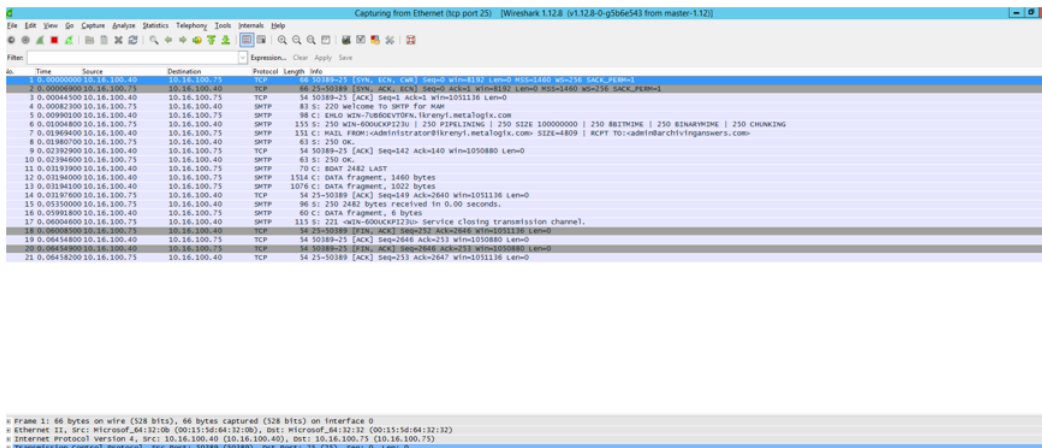 Capturing from Ethernet (tcp port 25) [Wireshark 1.12.8 (v1.12.8-0-g5b6e543 from master-1.12)]
File Edit View Go Capture Analyze Statistics Telephony Tools Internals Help
Filter: Expression... Clear Apply Save
No. Time Source Destination Protocol Length Info
1 0.00000000 10.16.100.40 10.16.100.75 TCP 66 50389→25 [SYN, ECN, CWR] Seq=0 Win=8192 Len=0 MSS=1460 WS=256 SACK_PERM=1
2 0.00006900 10.16.100.75 10.16.100.40 TCP 66 25→50389 [SYN, ACK, ECN] Seq=0 Ack=1 Win=8192 Len=0 MSS=1460 WS=256 SACK_PERM=1
3 0.00044500 10.16.100.40 10.16.100.75 TCP 54 50389→25 [ACK] Seq=1 Ack=1 Win=1051136 Len=0
4 0.00082300 10.16.100.75 10.16.100.40 SMTP 83 S: 220 Welcome To SMTP for MAM
5 0.00990100 10.16.100.40 10.16.100.75 SMTP 98 C: EHLO WIN-7UB6OEVTOFN.ikrenyi.metalogix.com
6 0.01004800 10.16.100.75 10.16.100.40 SMTP 155 S: 250 WIN-6OOUCKPI23U | 250 PIPELINING | 250 SIZE 100000000 | 250 8BITMIME | 250 BINARYMIME | 250 CHUNKING
7 0.01969400 10.16.100.40 10.16.100.75 SMTP 151 C: MAIL FROM:<Administrator@ikrenyi.metalogix.com> SIZE=4809 | RCPT TO:<admin@archivinganswers.com>
8 0.01980700 10.16.100.75 10.16.100.40 SMTP 63 S: 250 OK.
9 0.02392900 10.16.100.40 10.16.100.75 TCP 54 50389→25 [ACK] Seq=142 Ack=140 Win=1050880 Len=0
10 0.02394600 10.16.100.75 10.16.100.40 SMTP 63 S: 250 OK.
11 0.03193900 10.16.100.40 10.16.100.75 SMTP 70 C: BDAT 2482 LAST
12 0.03194000 10.16.100.40 10.16.100.75 SMTP 1514 C: DATA fragment, 1460 bytes
13 0.03194100 10.16.100.40 10.16.100.75 SMTP 1076 C: DATA fragment, 1022 bytes
14 0.03197600 10.16.100.75 10.16.100.40 TCP 54 25→50389 [ACK] Seq=149 Ack=2640 Win=1051136 Len=0
15 0.05350000 10.16.100.75 10.16.100.40 SMTP 96 S: 250 2482 bytes received in 0.00 seconds.
16 0.05991800 10.16.100.40 10.16.100.75 SMTP 60 C: DATA fragment, 6 bytes
17 0.06004600 10.16.100.75 10.16.100.40 SMTP 115 S: 221 <WIN-6OOUCKPI23U> Service closing transmission channel.
18 0.06008500 10.16.100.75 10.16.100.40 TCP 54 25→50389 [FIN, ACK] Seq=252 Ack=2646 Win=1051136 Len=0
19 0.06454800 10.16.100.40 10.16.100.75 TCP 54 50389→25 [ACK] Seq=2646 Ack=253 Win=1050880 Len=0
20 0.06456900 10.16.100.40 10.16.100.75 TCP 54 50389→25 [FIN, ACK] Seq=2646 Ack=253 Win=1050880 Len=0
21 0.06458200 10.16.100.75 10.16.100.40 TCP 54 25→50389 [ACK] Seq=253 Ack=2647 Win=1051136 Len=0
Frame 1: 66 bytes on wire (528 bits), 66 bytes captured (528 bits) on interface 0
Ethernet II, Src: Microsof_64:32:0b (00:15:5d:64:32:0b), Dst: Microsof_64:32:32 (00:15:5d:64:32:32)
Internet Protocol Version 4, Src: 10.16.100.40 (10.16.100.40), Dst: 10.16.100.75 (10.16.100.75)
Transmission Control Protocol, Src Port: 50389 (50389), Dst Port: 25 (25), Seq: 0, Len: 0